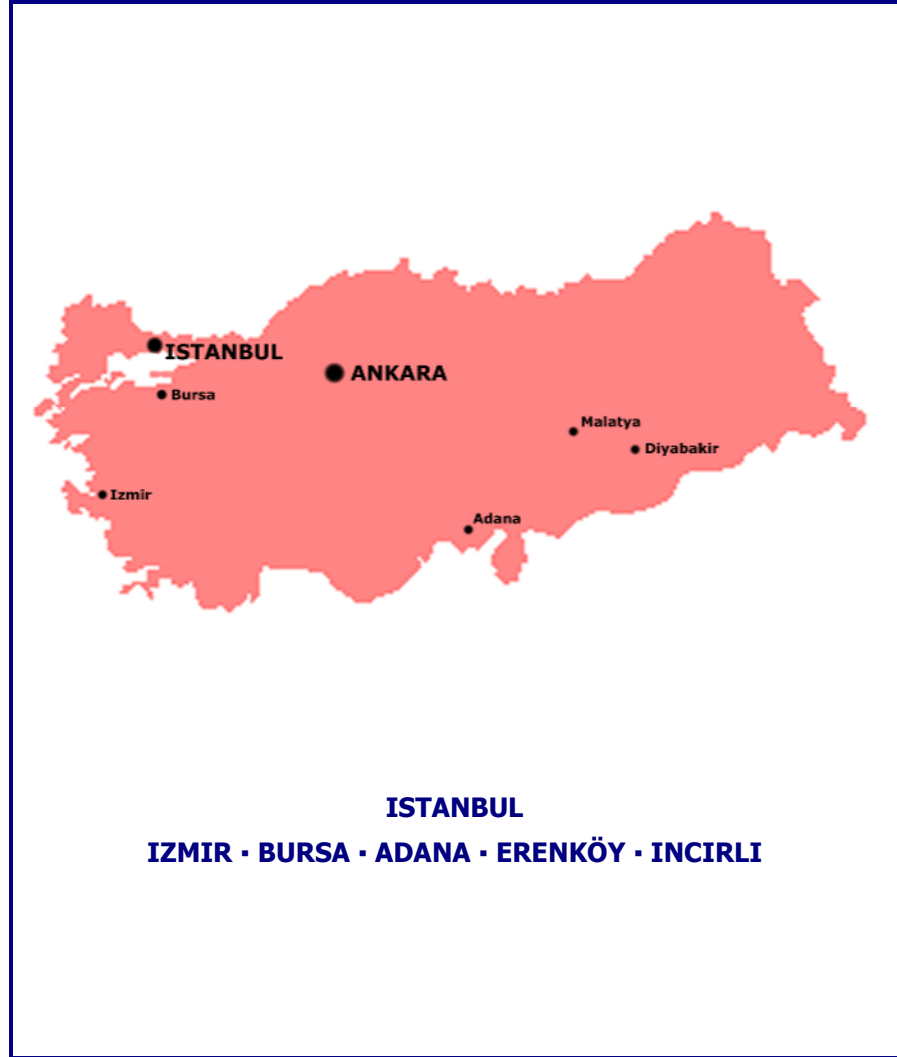 ISTANBUL
ANKARA
Bursa
Malatya
Diyabakir
Izmir
Adana
ISTANBUL
IZMIR · BURSA · ADANA · ERENKÖY · INCIRLI